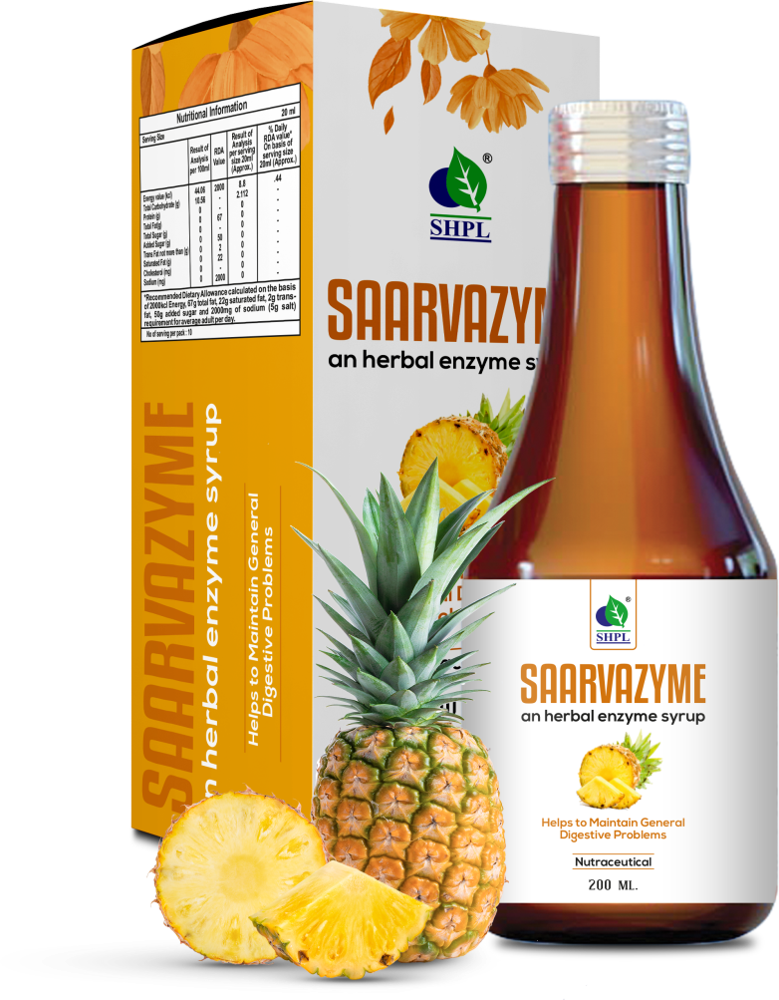 Nutritional Information
Serving Size 20 ml
Result of Analysis per 100ml
RDA Value
Result of Analysis per serving size 20ml (Approx.)
% Daily RDA value* On basis of serving size 20ml (Approx.)
Energy value (kcl) 44.06 2000 8.8 .44
Total Carbohydrate (g) 10.56 - 2.112 -
Protein (g) 0 - 0 -
Total Fat(g) 0 67 0 -
Total Sugar (g) 0 - 0 -
Added Sugar (g) 0 50 0 -
Trans Fat not more than (g) 0 2 0 -
Saturated Fat (g) 0 22 0 -
Cholesterol (mg) 0 - 0 -
Sodium (mg) 0 2000 0 -
*Recommended Dietary Allowance calculated on the basis
of 2000kcl Energy, 67g total fat, 22g saturated fat, 2g trans-
fat, 50g added sugar and 2000mg of sodium (5g salt)
requirement for average adult per day.
No of serving per pack : 10
SAARVAZYME
n herbal enzyme syrup
Helps to Maintain General
Digestive Problems
®
SHPL
SAARVAZY
an herbal enzyme s
®
SHPL
SAARVAZYME
an herbal enzyme syrup
Helps to Maintain General
Digestive Problems
Nutraceutical
200 ML.